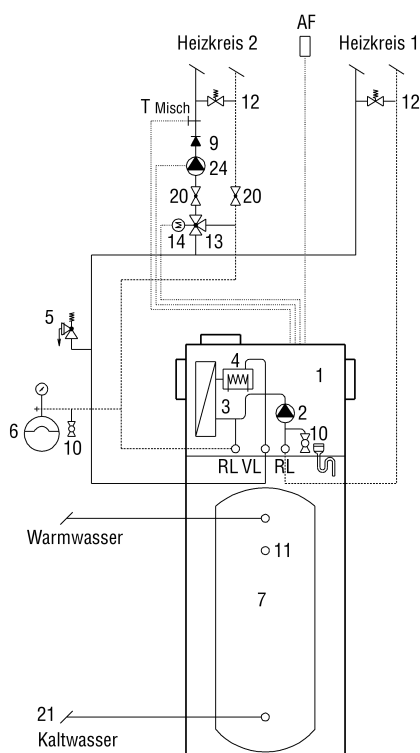 AF
Heizkreis 2
Heizkreis 1
12
12
T Misch
9
24
20
20
M
14
13
5
4
1
3
2
6
10
10
RL VL RL
Warmwasser
11
7
21
Kaltwasser